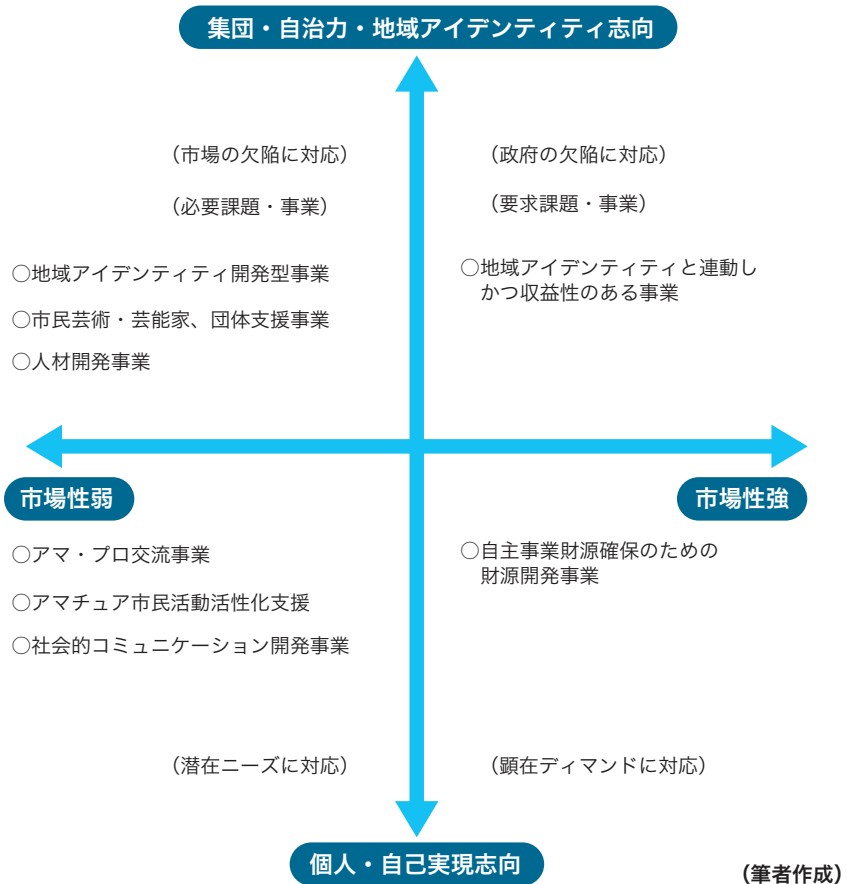 集団・自治力・地域アイデンティティ志向
（市場の欠陥に対応）
（政府の欠陥に対応）
（必要課題・事業）
（要求課題・事業）
○地域アイデンティティ開発型事業
○市民芸術・芸能家、団体支援事業
○人材開発事業
○地域アイデンティティと連動し
かつ収益性のある事業
市場性弱
市場性強
○アマ・プロ交流事業
○アマチュア市民活動活性化支援
○社会的コミュニケーション開発事業
○自主事業財源確保のための
財源開発事業
（潜在ニーズに対応）
（顕在ディマンドに対応）
個人・自己実現志向
（筆者作成）